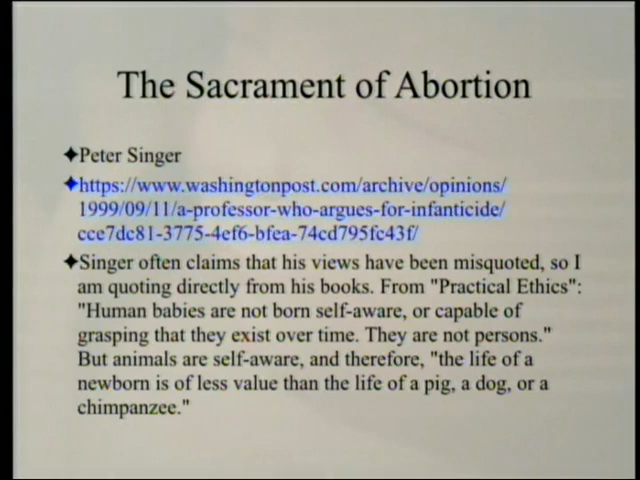 The Sacrament of Abortion
✦Peter Singer
✦https://www.washingtonpost.com/archive/opinions/
1999/09/11/a-professor-who-argues-for-infanticide/
cce7dc81-3775-4ef6-bfea-74cd795fc43f/
✦Singer often claims that his views have been misquoted, so I
am quoting directly from his books. From "Practical Ethics":
"Human babies are not born self-aware, or capable of
grasping that they exist over time. They are not persons."
But animals are self-aware, and therefore, "the life of a
newborn is of less value than the life of a pig, a dog, or a
chimpanzee."